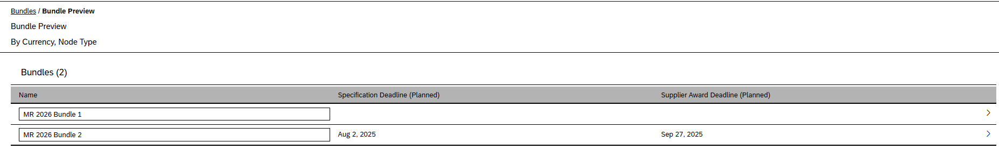 Bundles / Bundle Preview
Bundle Preview
By Currency, Node Type
Bundles (2)
Name Specification Deadline (Planned) Supplier Award Deadline (Planned)
MR 2026 Bundle 1
MR 2026 Bundle 2 Aug 2, 2025 Sep 27, 2025